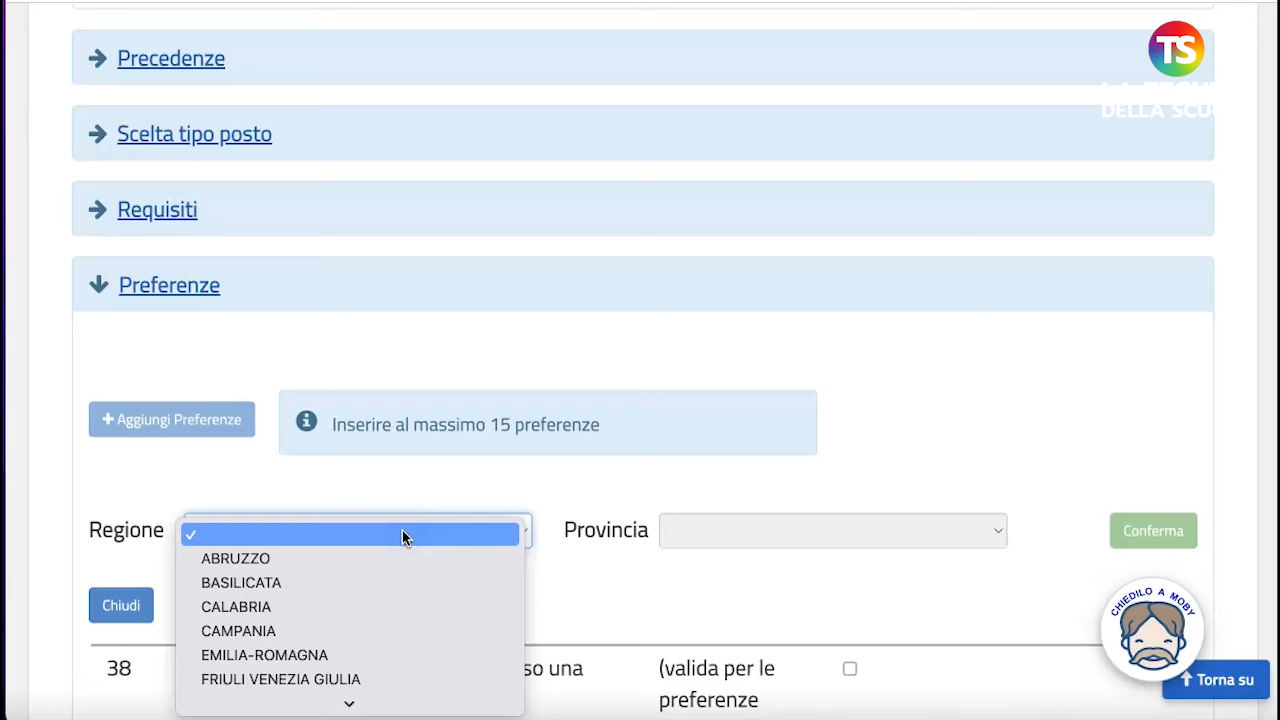 Precedenze
TS
DELLA
Scelta tipo posto
Requisiti
Preferenze
Aggiungi Preferenze
Inserire al massimo 15 preferenze
Regione
Provincia
Conferma
ABRUZZO
BASILICATA
CALABRIA
CAMPANIA
EMILIA-ROMAGNA
FRIULI VENEZIA GIULIA
Chiudi
CHIEDILO A MOBY
38
so una
(valida per le
preferenze
Torna su